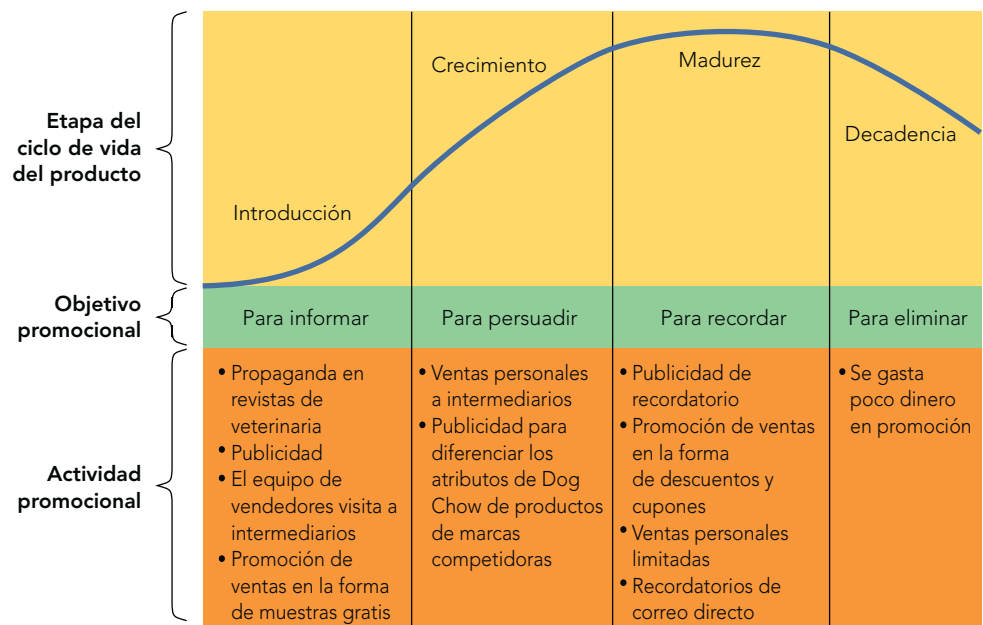 Etapa del
ciclo de vida
del producto
Introducción
Crecimiento
Madurez
Decadencia
Objetivo
promocional
Para informar
Para persuadir
Para recordar
Para eliminar
Actividad
promocional
• Propaganda en
revistas de
veterinaria
• Publicidad
• El equipo de
vendedores visita a
intermediarios
• Promoción de
ventas en la forma
de muestras gratis
• Ventas personales
a intermediarios
• Publicidad para
diferenciar los
atributos de Dog
Chow de productos
de marcas
competidoras
• Publicidad de
recordatorio
• Promoción de ventas
en la forma
de descuentos y
cupones
• Ventas personales
limitadas
• Recordatorios de
correo directo
• Se gasta
poco dinero
en promoción